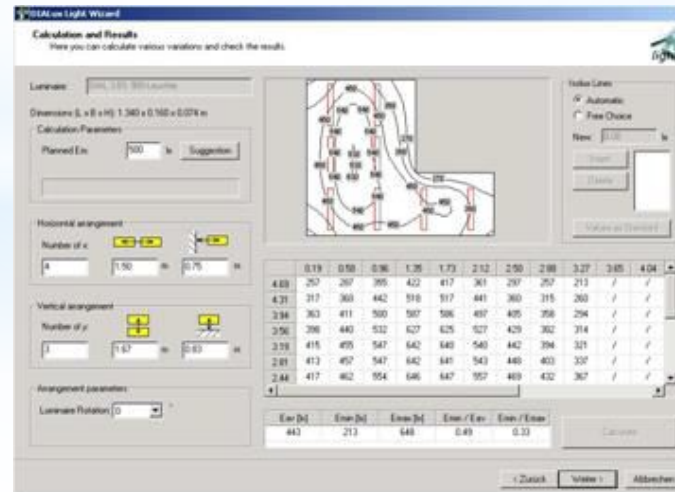 DIALux Light Wizard
Calculation and Results
Here you can calculate various variations and check the results.
light
Luminaire:
Dimensions (L x B x H): 1.340 x 0.160 x 0.074 m
Calculation Parameters
Planned Em: 500 lx Suggestion
Horizontal arrangement
Number of x:
4 1.50 m 0.75 m
Vertical arrangement
Number of y:
3 1.67 m 0.83 m
Arrangement parameters
Luminaire Rotation: 0 °
Isolux Lines
Automatic
Free Choice
New: 0.00 lx
Insert
Delete
Values as Standard
0.19 0.58 0.96 1.35 1.73 2.12 2.50 2.88 3.27 3.65 4.04
4.69 257 287 395 422 417 361 297 257 213 / /
4.31 317 360 442 518 517 441 360 315 260 / /
3.94 363 411 500 587 586 497 405 358 294 / /
3.56 398 440 532 627 625 527 429 382 314 / /
3.19 415 455 547 642 640 540 442 394 321 / /
2.81 413 457 547 642 641 543 448 403 337 / /
2.44 417 462 554 646 647 557 469 432 367 / /
Eav [lx] Emin [lx] Emax [lx] Emin / Eav Emin / Emax
443 213 648 0.49 0.33
Calculate
< Zurück Weiter > Abbrechen